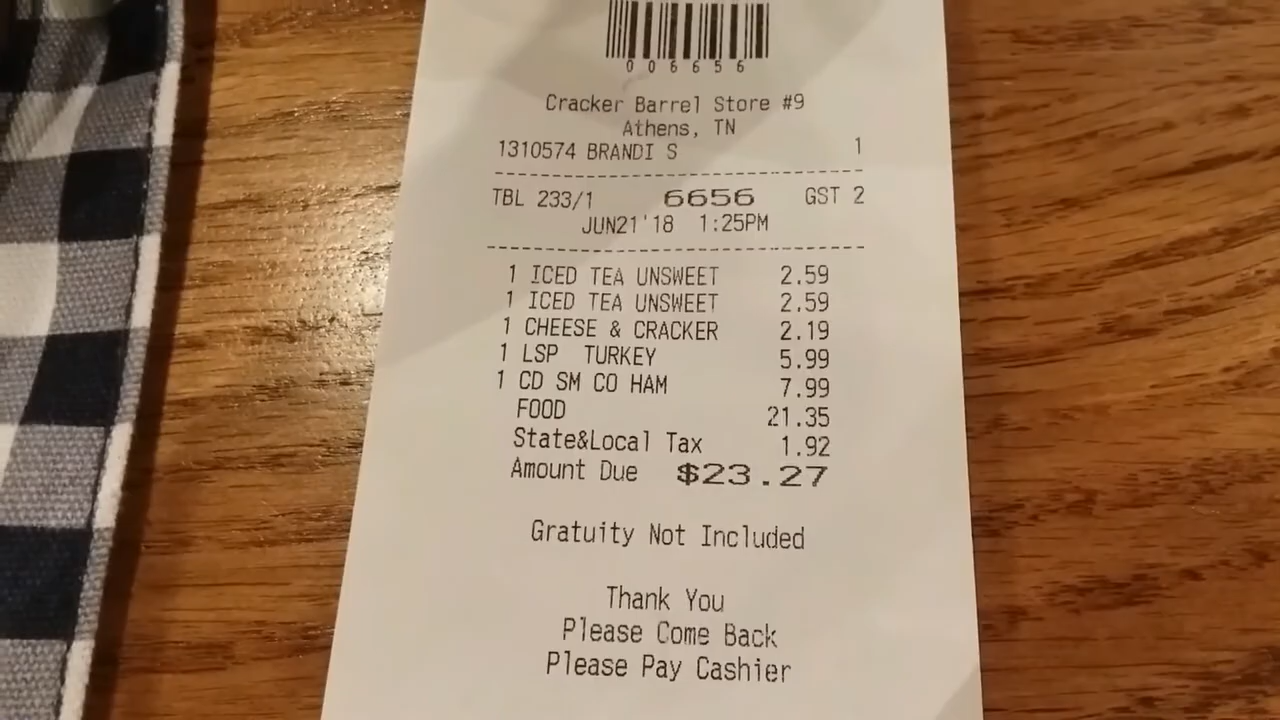 006656
Cracker Barrel Store #9
Athens, TN
1310574 BRANDI S 1
TBL 233/1 6656 GST 2
JUN21'18 1:25PM
1 ICED TEA UNSWEET 2.59
1 ICED TEA UNSWEET 2.59
1 CHEESE & CRACKER 2.19
1 LSP TURKEY 5.99
1 CD SM CO HAM 7.99
FOOD 21.35
State&Local Tax 1.92
Amount Due $23.27
Gratuity Not Included
Thank You
Please Come Back
Please Pay Cashier